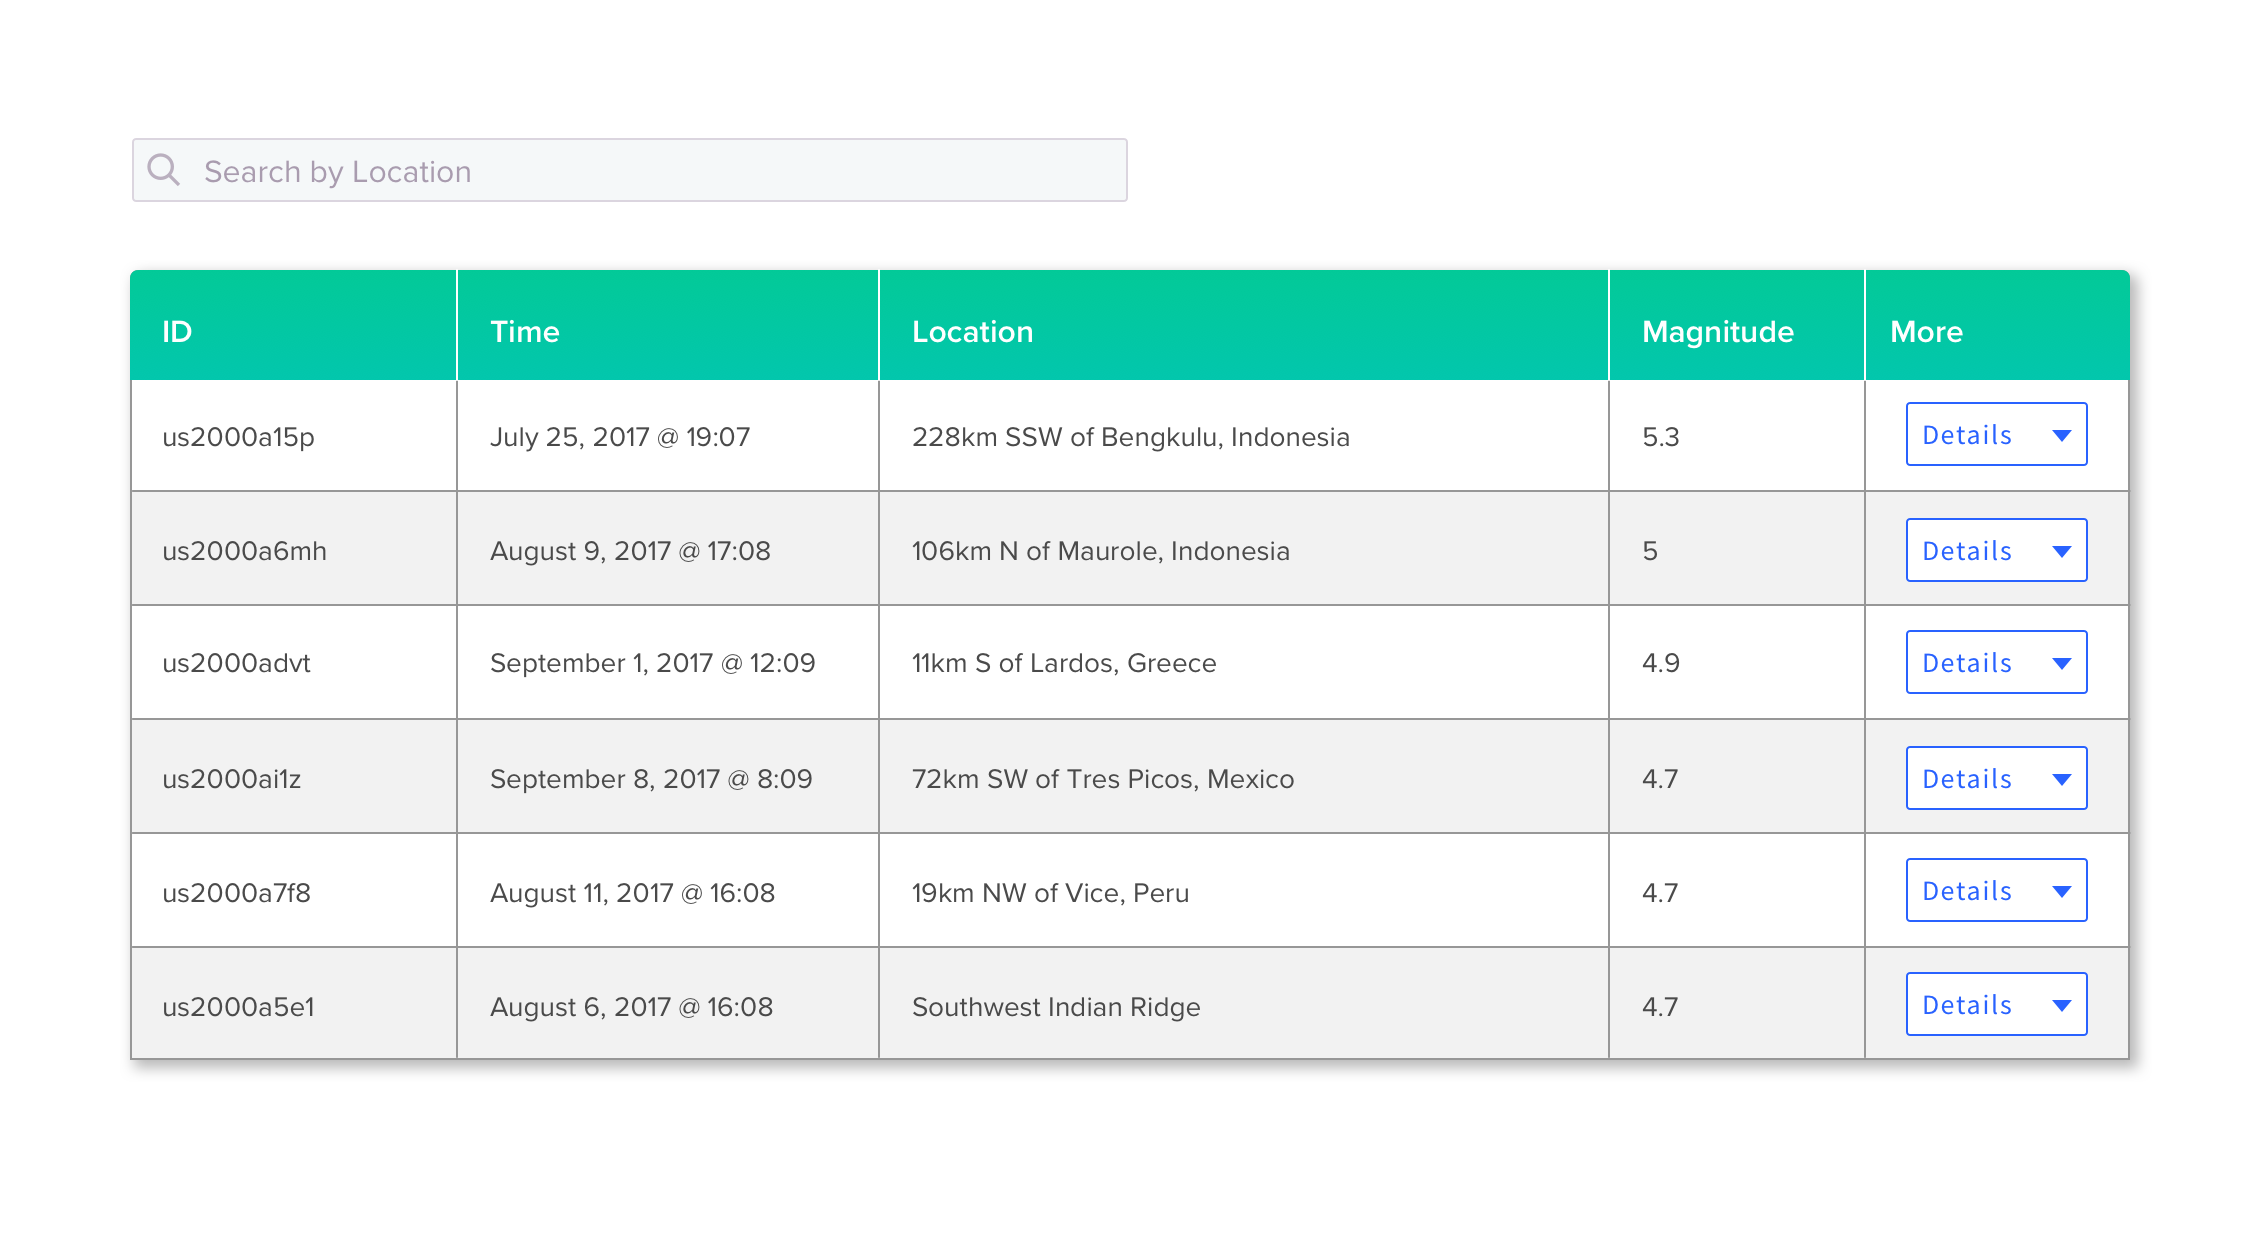 Search by Location
ID Time Location Magnitude More
us2000a15p July 25, 2017 @ 19:07 228km SSW of Bengkulu, Indonesia 5.3 Details
us2000a6mh August 9, 2017 @ 17:08 106km N of Maurole, Indonesia 5 Details
us2000advt September 1, 2017 @ 12:09 11km S of Lardos, Greece 4.9 Details
us2000ai1z September 8, 2017 @ 8:09 72km SW of Tres Picos, Mexico 4.7 Details
us2000a7f8 August 11, 2017 @ 16:08 19km NW of Vice, Peru 4.7 Details
us2000a5e1 August 6, 2017 @ 16:08 Southwest Indian Ridge 4.7 Details